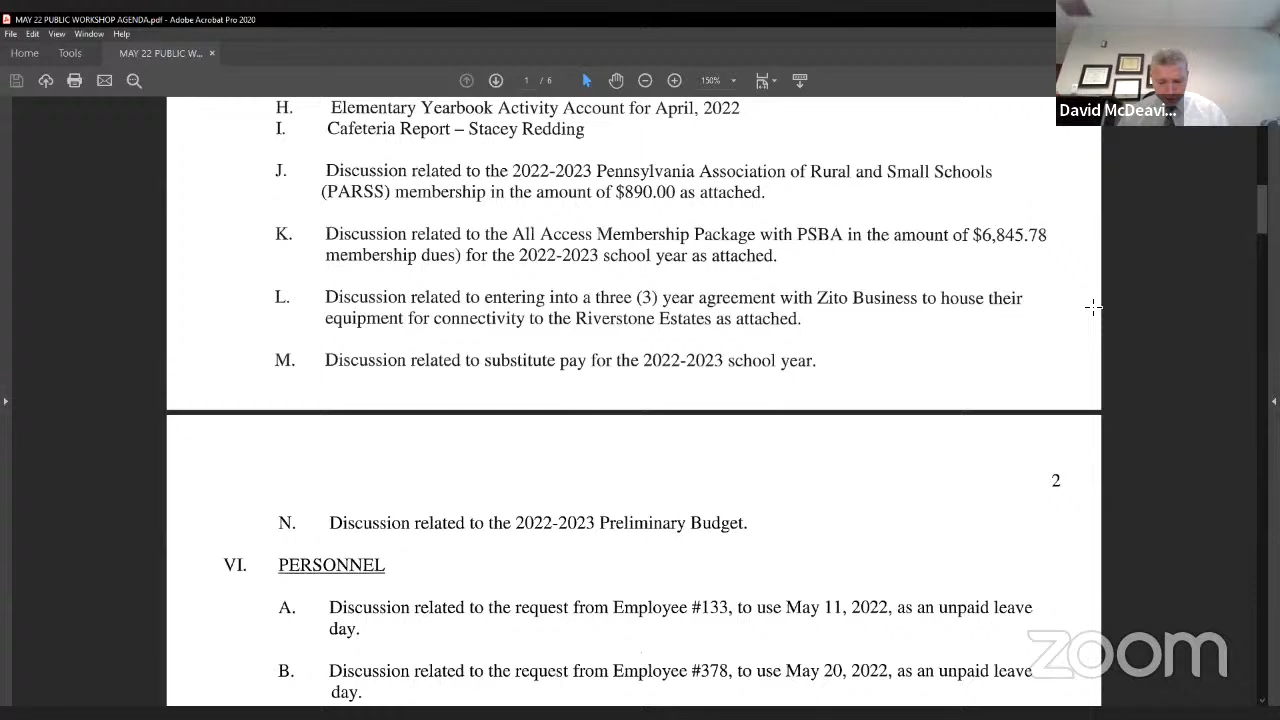 MAY 22 PUBLIC WORKSHOP AGENDA.pdf - Adobe Acrobat Pro 2020
File Edit View Window Help
Home Tools MAY 22 PUBLIC W... ×
1 / 6 150%
David McDeavi...
H. Elementary Yearbook Activity Account for April, 2022
I. Cafeteria Report – Stacey Redding
J. Discussion related to the 2022-2023 Pennsylvania Association of Rural and Small Schools
(PARSS) membership in the amount of $890.00 as attached.
K. Discussion related to the All Access Membership Package with PSBA in the amount of $6,845.78
membership dues) for the 2022-2023 school year as attached.
L. Discussion related to entering into a three (3) year agreement with Zito Business to house their
equipment for connectivity to the Riverstone Estates as attached.
M. Discussion related to substitute pay for the 2022-2023 school year.
2
N. Discussion related to the 2022-2023 Preliminary Budget.
VI. PERSONNEL
A. Discussion related to the request from Employee #133, to use May 11, 2022, as an unpaid leave
day.
B. Discussion related to the request from Employee #378, to use May 20, 2022, as an unpaid leave
day.
zoom